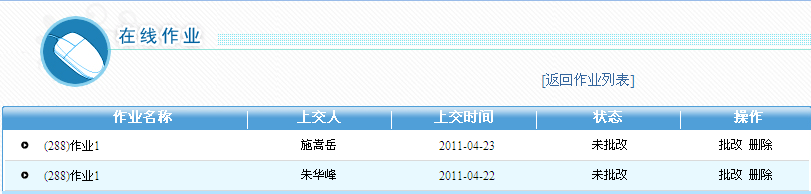 在线作业
[返回作业列表]
作业名称 上交人 上交时间 状态 操作
(288)作业1 施嵩岳 2011-04-23 未批改 批改 删除
(288)作业1 朱华峰 2011-04-22 未批改 批改 删除